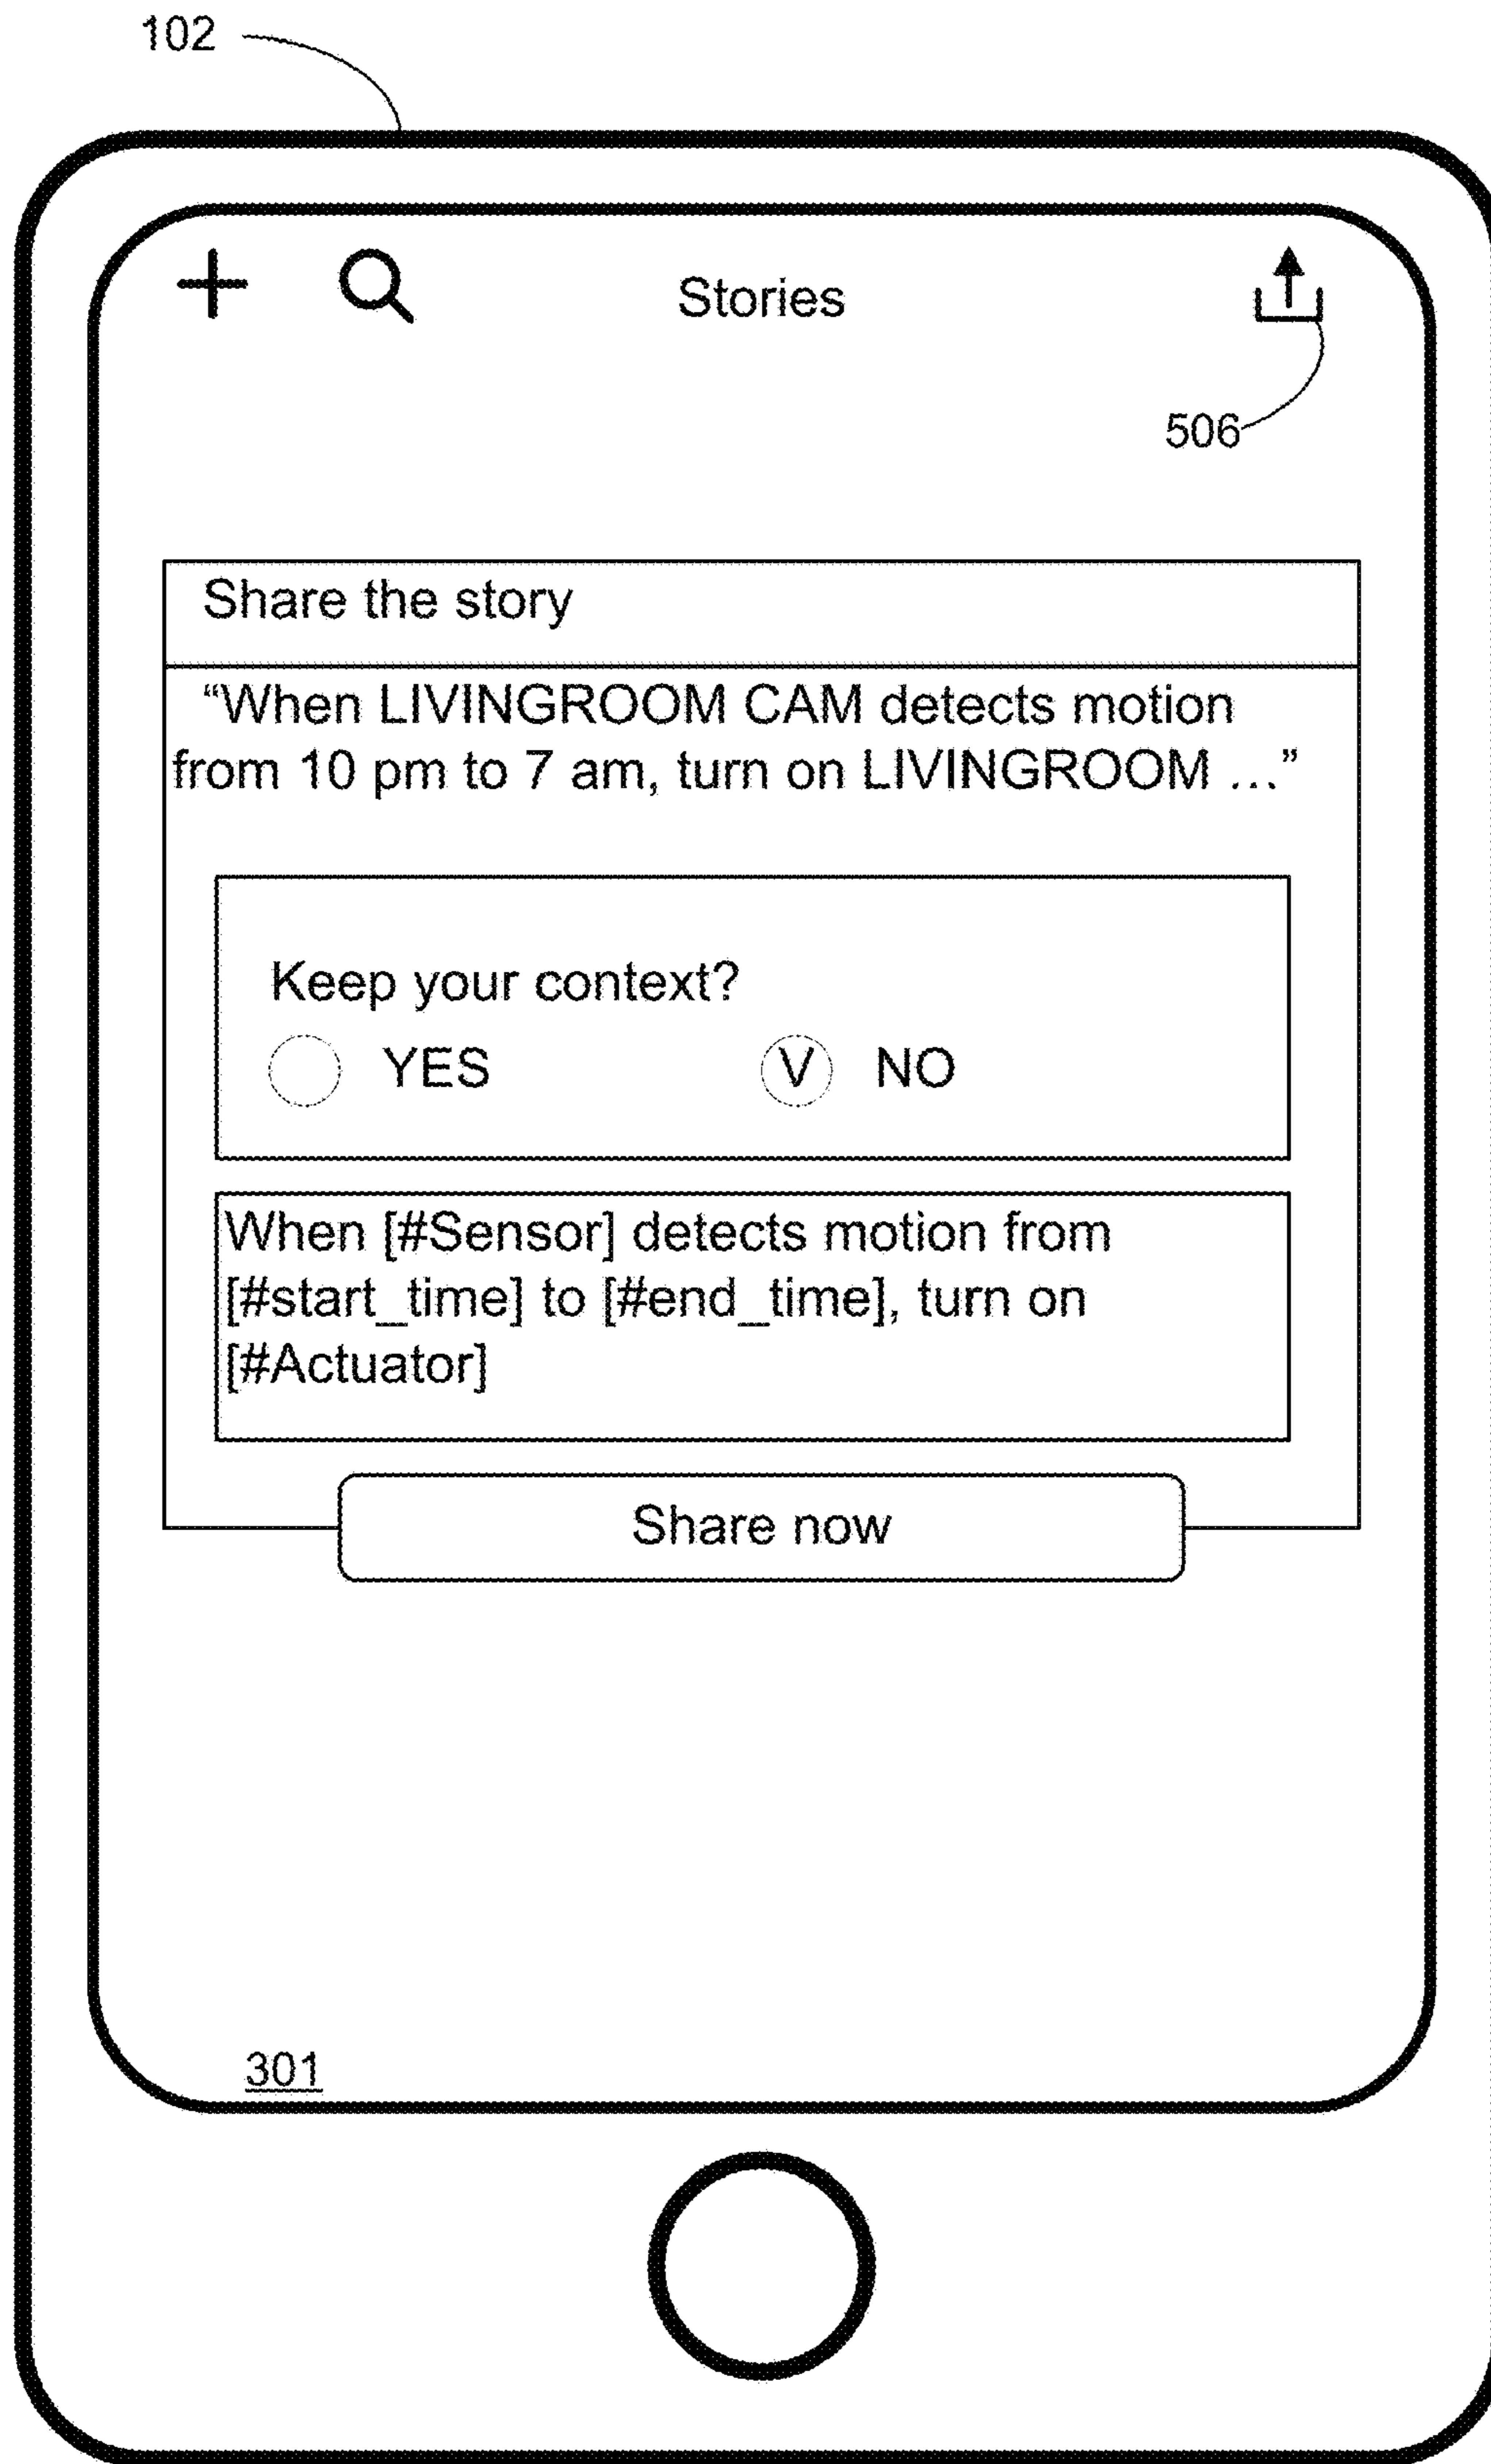 102
Stories
506
Share the story
“When LIVINGROOM CAM detects motion
from 10 pm to 7 am, turn on LIVINGROOM ...”
Keep your context?
YES V NO
When [#Sensor] detects motion from
[#start_time] to [#end_time], turn on
[#Actuator]
Share now
301